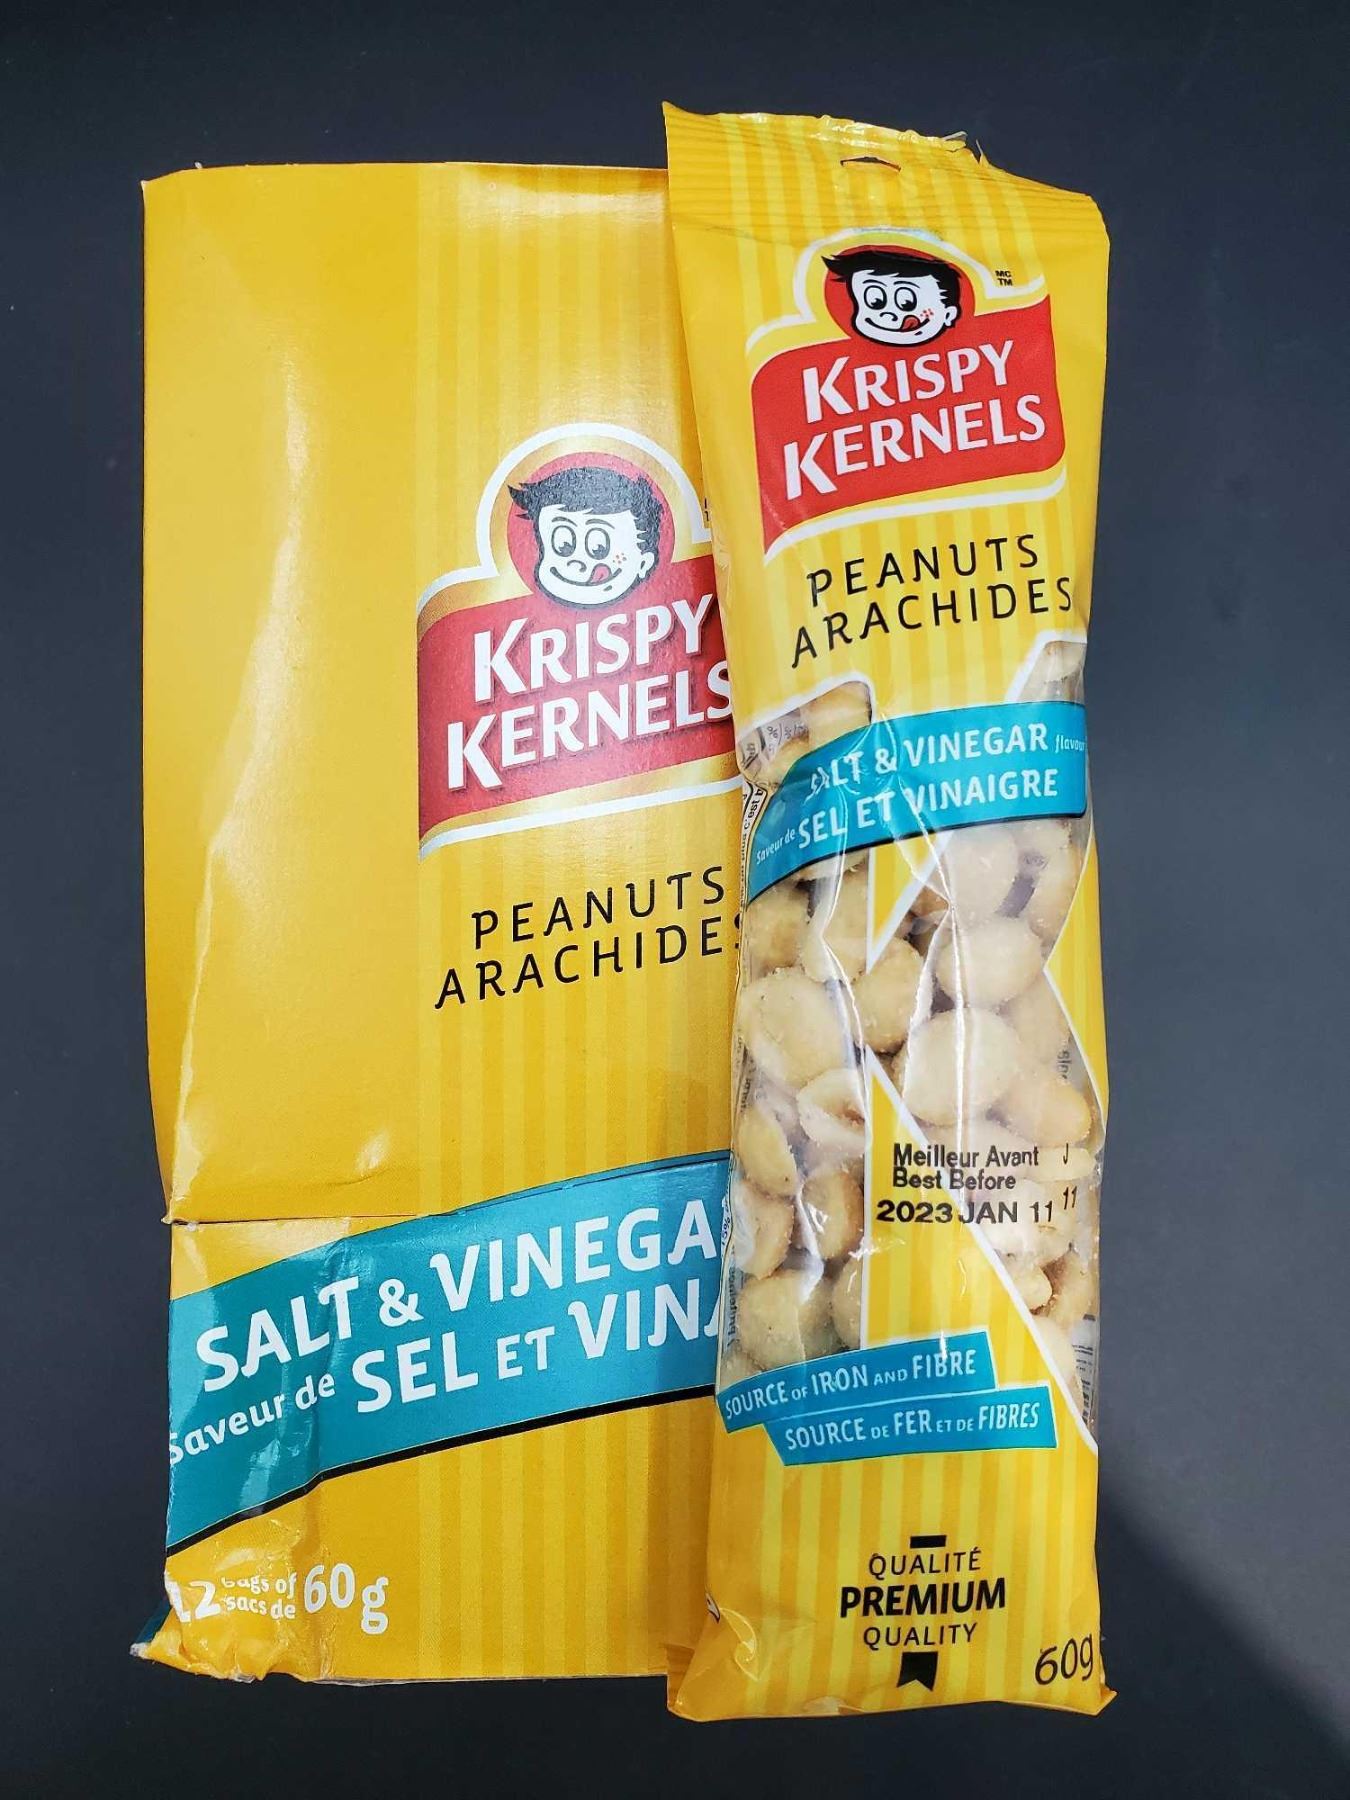 KRISPY
KERNELS
PEANUTS
ARACHIDES
SALT & VINEGA
saveur de SEL ET VINA
12 bags of
sacs de 60g
MC
TM
KRISPY
KERNELS
PEANUTS
ARACHIDES
SALT & VINEGAR flavour
Saveur de SEL ET VINAIGRE
Meilleur Avant J
Best Before
2023 JAN 11 11
SOURCE OF IRON AND FIBRE
SOURCE DE FER ET DE FIBRES
QUALITÉ
PREMIUM
QUALITY
60g